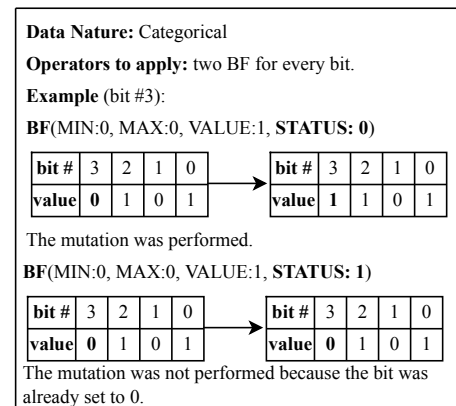 Data Nature: Categorical
Operators to apply: two BF for every bit.
Example (bit #3):
BF(MIN:0, MAX:0, VALUE:1, STATUS: 0)
bit # 3 2 1 0 bit # 3 2 1 0
value 0 1 0 1 value 1 1 0 1
The mutation was performed.
BF(MIN:0, MAX:0, VALUE:1, STATUS: 1)
bit # 3 2 1 0 bit # 3 2 1 0
value 0 1 0 1 value 0 1 0 1
The mutation was not performed because the bit was
already set to 0.